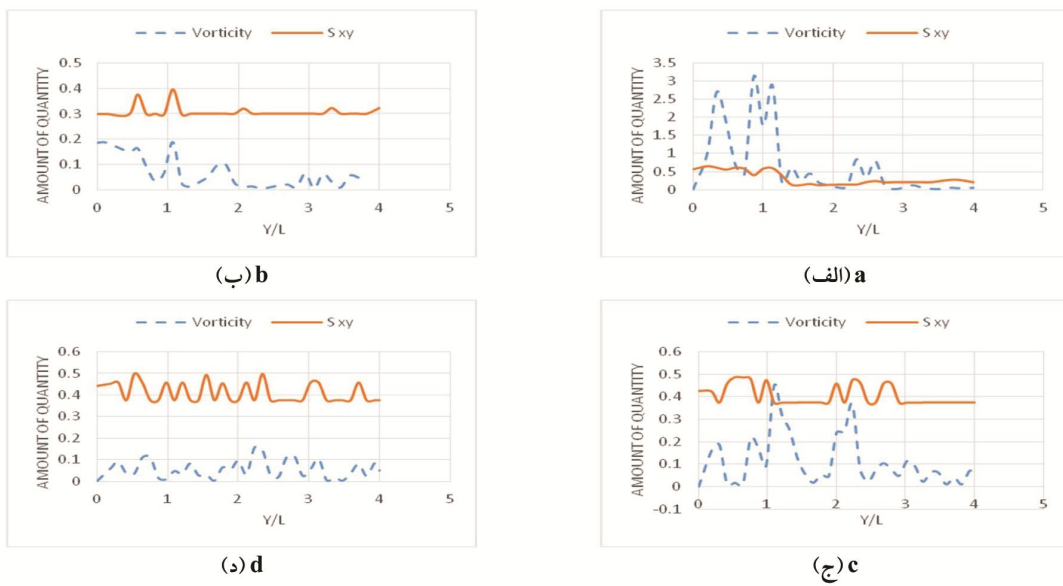 Vorticity S xy
AMOUNT OF QUANTITY
0.5
0.4
0.3
0.2
0.1
0
0 1 2 3 4 5
Y/L
b (ب)
Vorticity S xy
AMOUNT OF QUANTITY
3.5
3
2.5
2
1.5
1
0.5
0
0 1 2 3 4 5
Y/L
a (الف)
Vorticity S xy
AMOUNT OF QUANTITY
0.6
0.5
0.4
0.3
0.2
0.1
0
0 1 2 3 4 5
Y/L
d (د)
Vorticity S xy
AMOUNT OF QUANTITY
0.6
0.5
0.4
0.3
0.2
0.1
0
-0.1
0 1 2 3 4 5
Y/L
c (ج)